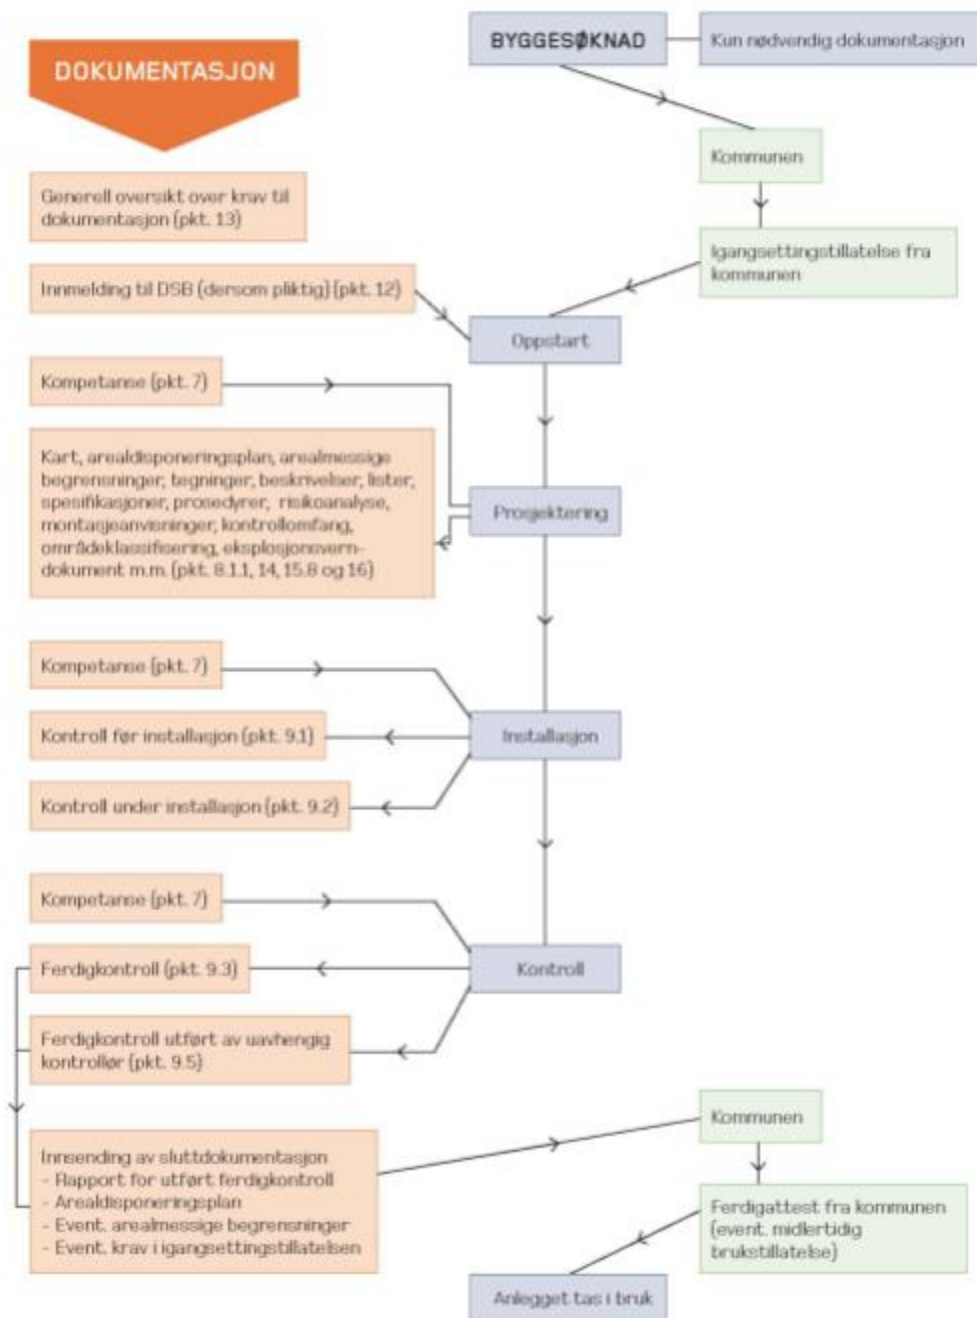 BYGGESØKNAD
Kun nødvendig dokumentasjon
DOKUMENTASJON
Kommunen
Generell oversikt over krav til
dokumentasjon (pkt. 13)
Igangsettingstillatelse fra
kommunen
Innmelding til DSB (dersom pliktig) (pkt. 12)
Oppstart
Kompetanse (pkt. 7)
Kart, arealdisponeringsplan, arealmessige
begrensninger, tegninger, beskrivelser, lister,
spesifikasjoner, prosedyrer, risikoanalyse,
montasjeanvisninger, kontrollomfang,
områdeklassifisering, eksplosjonsvern-
dokument m.m. (pkt. 8.1.1, 14, 15.8 og 16)
Prosjektering
Kompetanse (pkt. 7)
Kontroll før installasjon (pkt. 9.1)
Installasjon
Kontroll under installasjon (pkt. 9.2)
Kompetanse (pkt. 7)
Ferdigkontroll (pkt. 9.3)
Kontroll
Ferdigkontroll utført av uavhengig
kontrollør (pkt. 9.5)
Kommunen
Innsending av sluttdokumentasjon
- Rapport for utført ferdigkontroll
- Arealdisponeringsplan
- Event. arealmessige begrensninger
- Event. krav i igangsettingstillatelsen
Ferdigattest fra kommunen
(event. midlertidig
brukstillatelse)
Anlegget tas i bruk